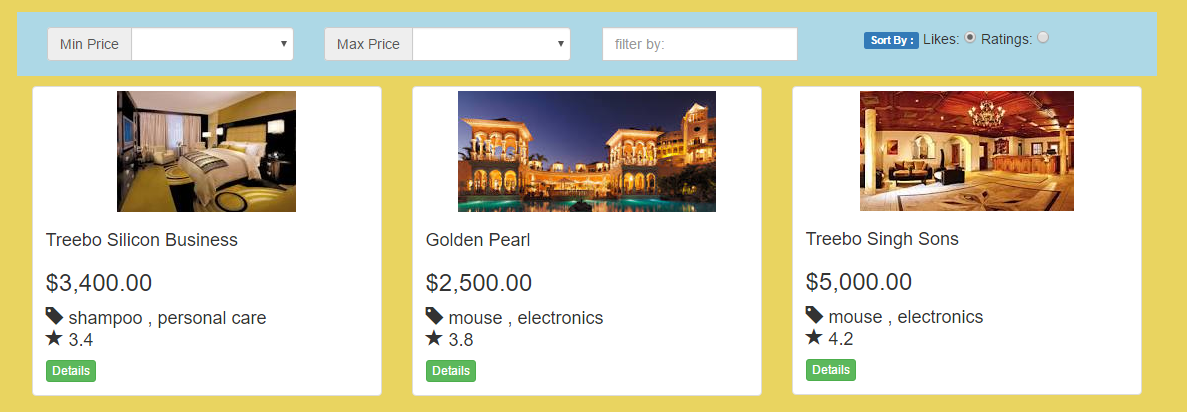 Min Price Max Price filter by: Sort By : Likes: Ratings:
Treebo Silicon Business
$3,400.00
shampoo , personal care
3.4
Details
Golden Pearl
$2,500.00
mouse , electronics
3.8
Details
Treebo Singh Sons
$5,000.00
mouse , electronics
4.2
Details